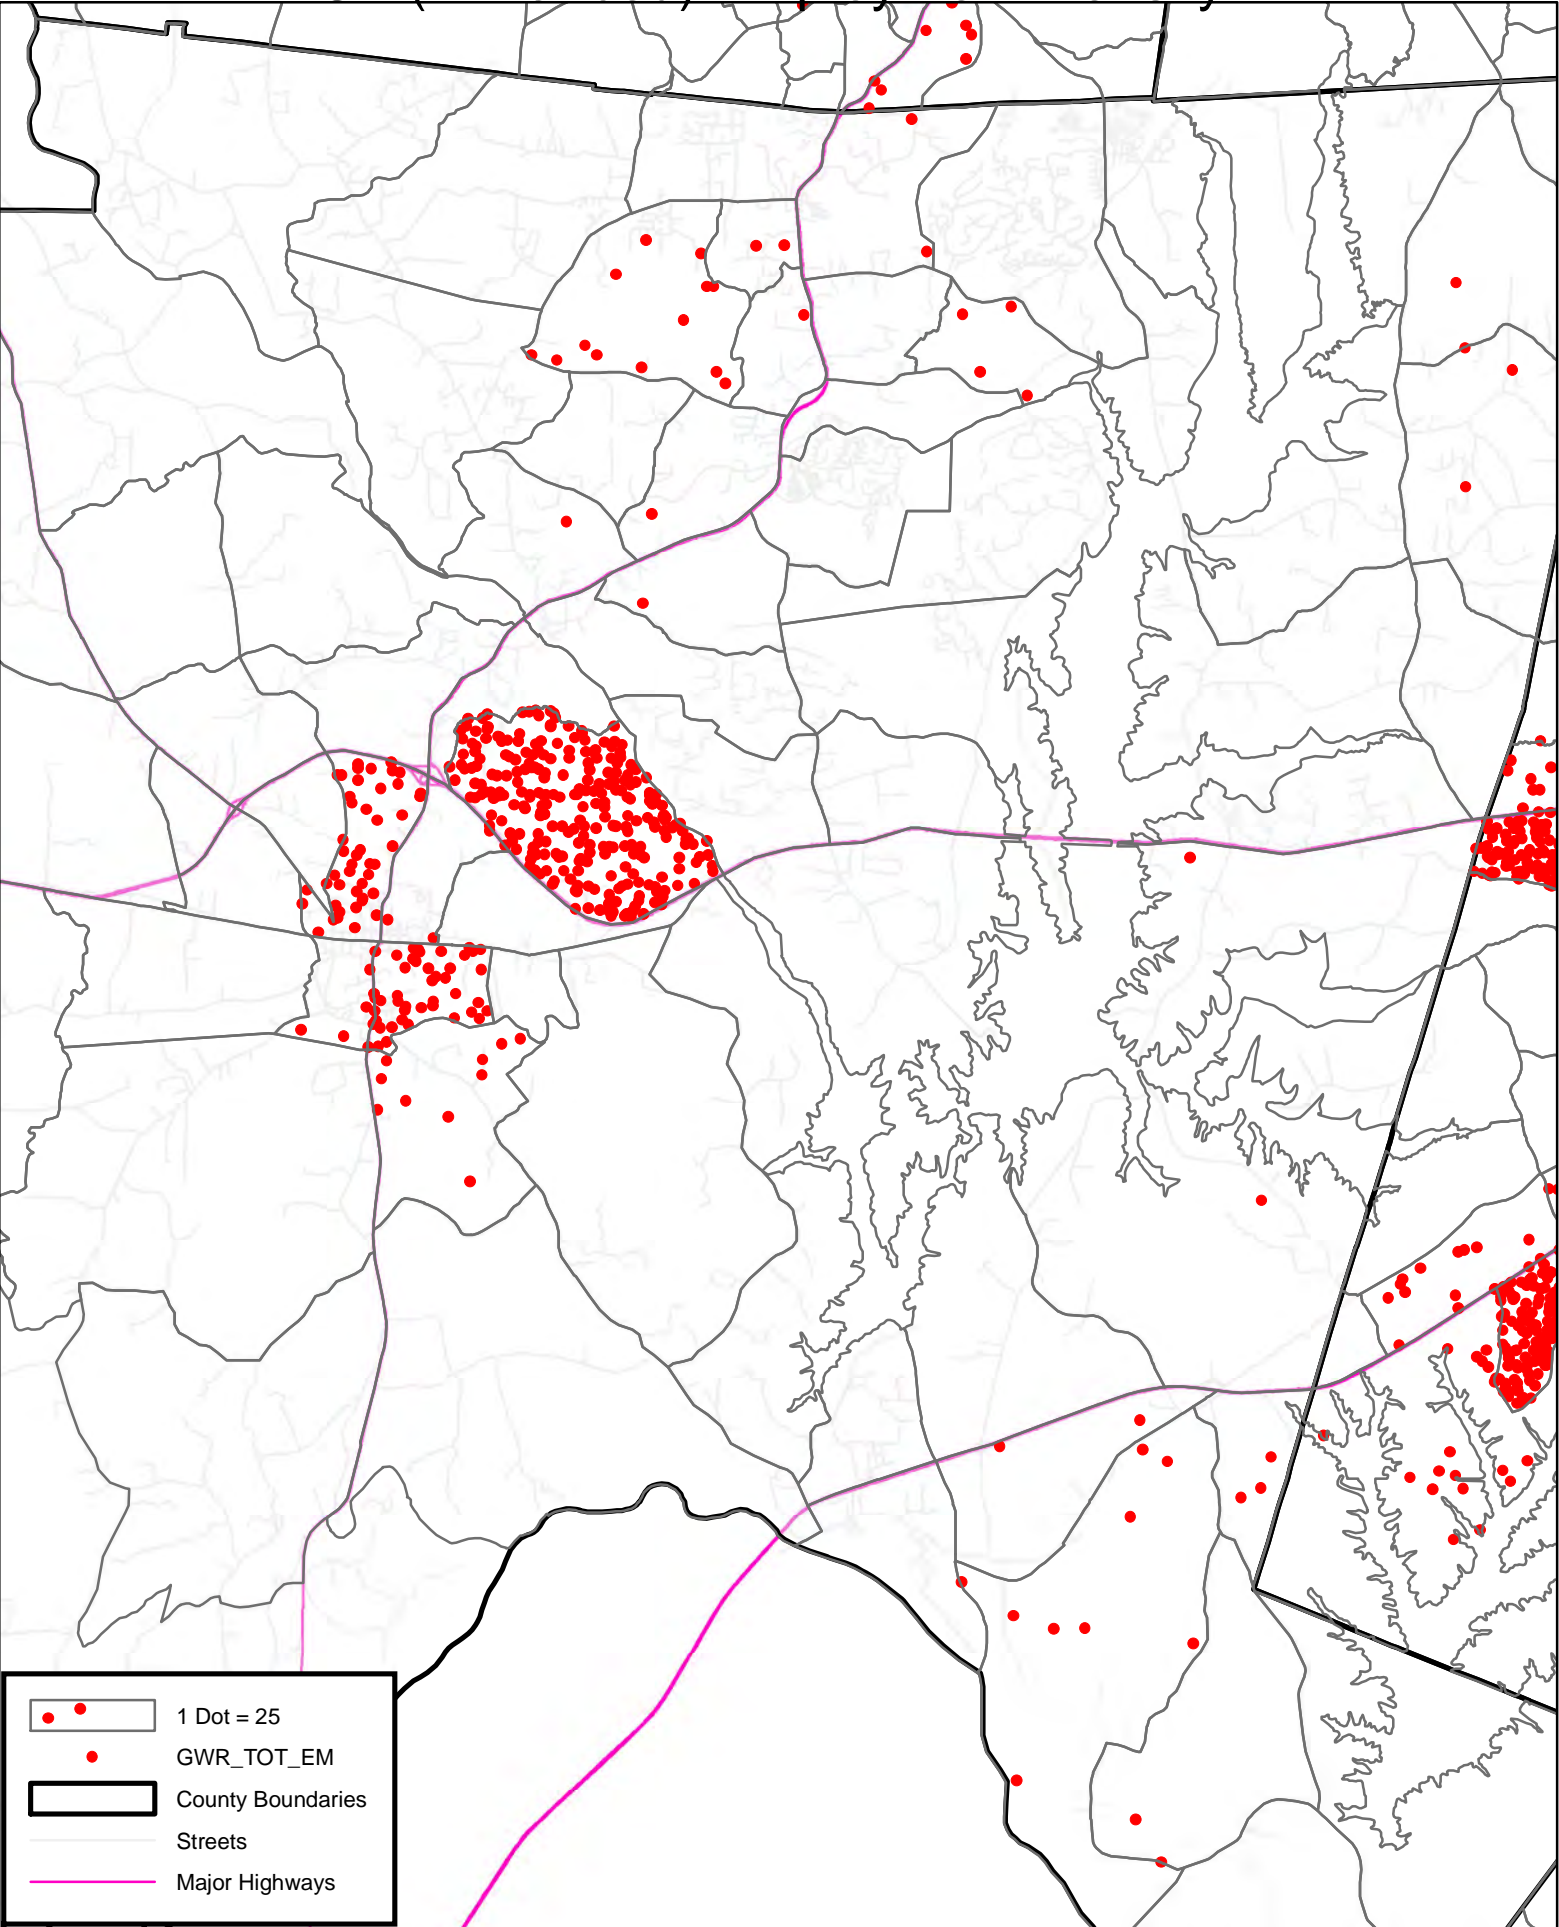 1 Dot = 25
GWR_TOT_EM
County Boundaries
Streets
Major Highways